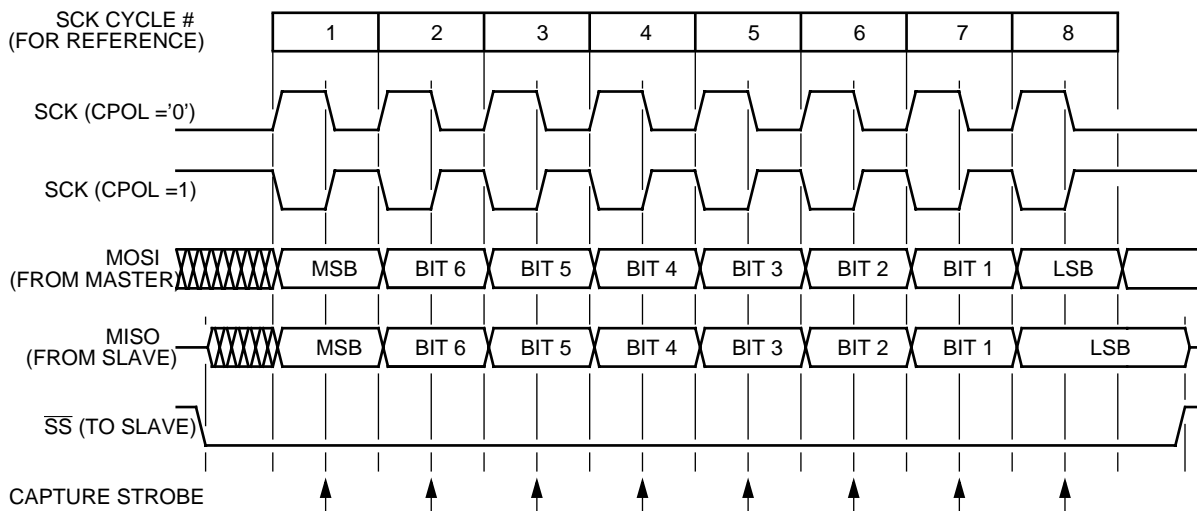 SCK CYCLE #
(FOR REFERENCE)
1 2 3 4 5 6 7 8
SCK (CPOL ='0')
SCK (CPOL =1)
MOSI
(FROM MASTER)
MSB BIT 6 BIT 5 BIT 4 BIT 3 BIT 2 BIT 1 LSB
MISO
(FROM SLAVE)
MSB BIT 6 BIT 5 BIT 4 BIT 3 BIT 2 BIT 1 LSB
SS (TO SLAVE)
CAPTURE STROBE